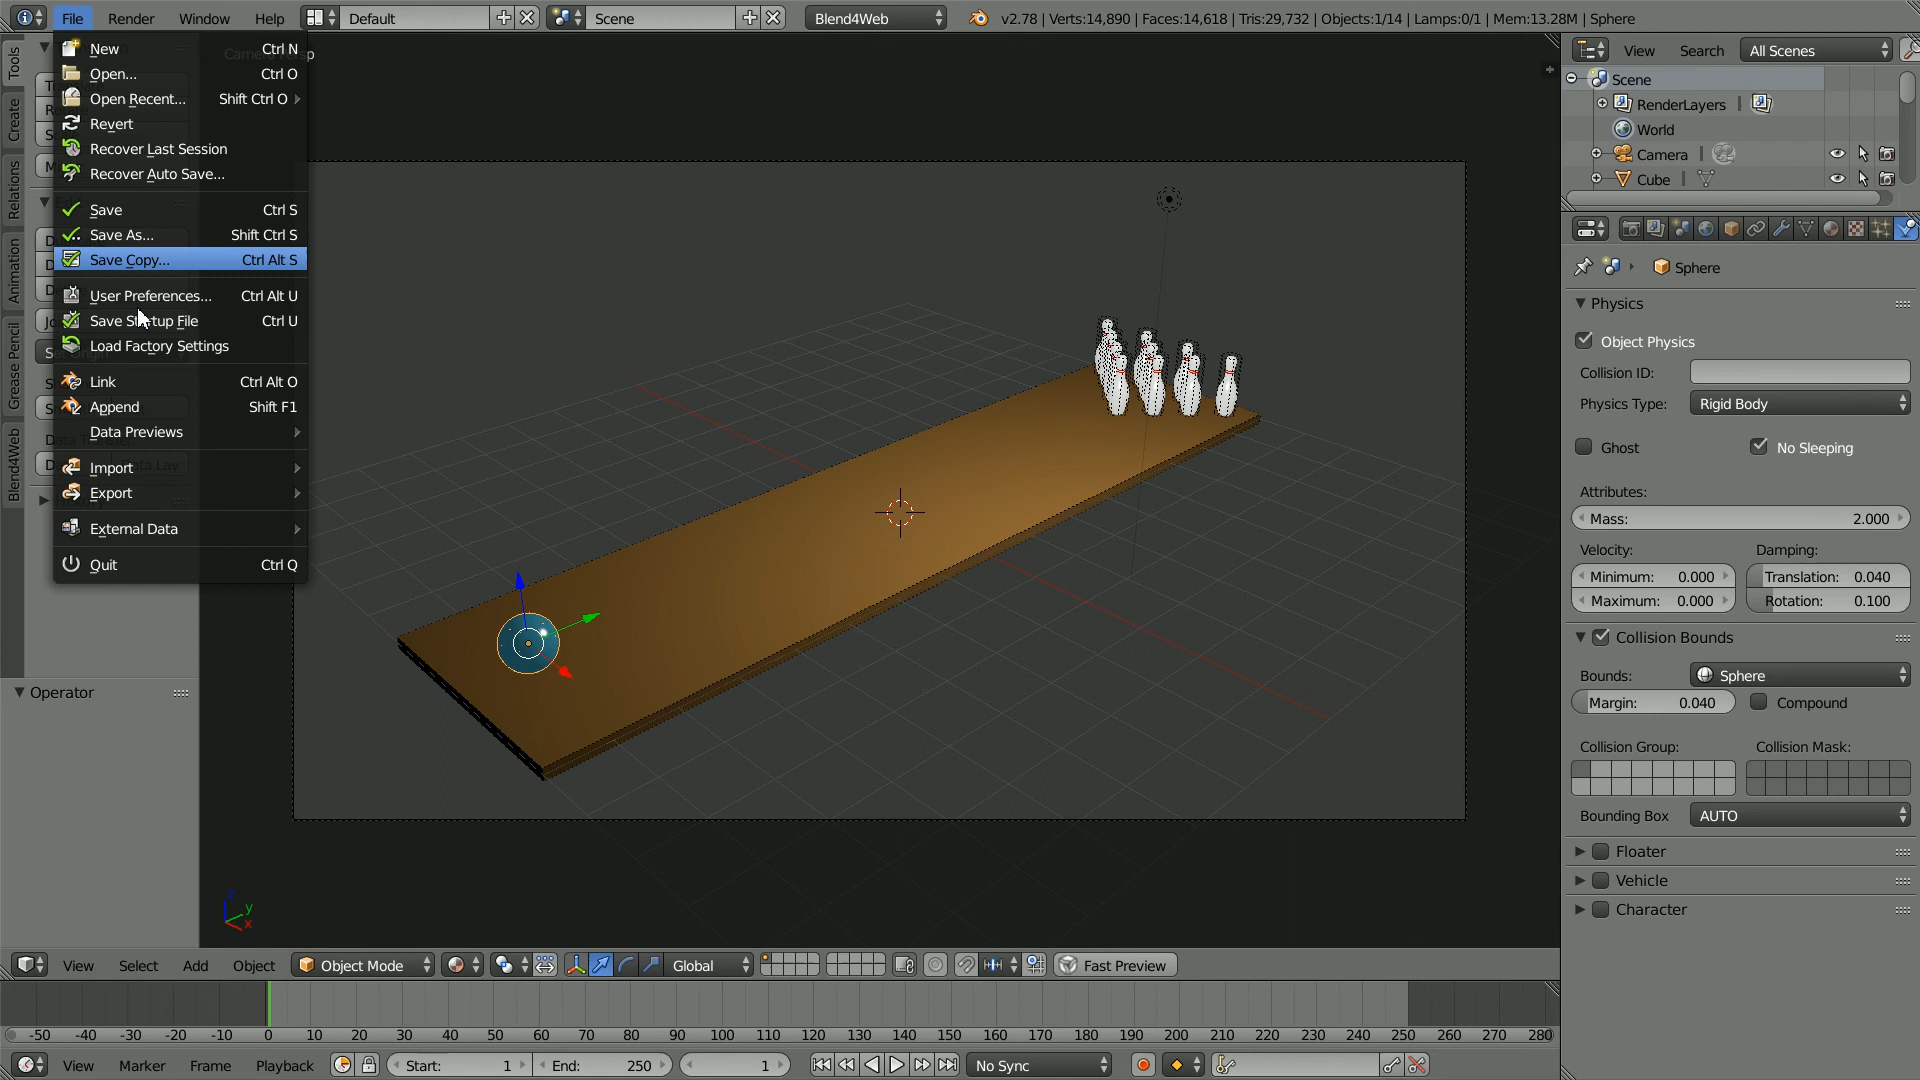 File Render Window Help Default Scene Blend4Web v2.78 | Verts:14,890 | Faces:14,618 | Tris:29,732 | Objects:1/14 | Lamps:0/1 | Mem:13.28M | Sphere
New Ctrl N
Open... Ctrl O
Open Recent... Shift Ctrl O
Revert
Recover Last Session
Recover Auto Save...
Save Ctrl S
Save As... Shift Ctrl S
Save Copy... Ctrl Alt S
User Preferences... Ctrl Alt U
Save Startup File Ctrl U
Load Factory Settings
Link Ctrl Alt O
Append Shift F1
Data Previews
Import
Export
External Data
Quit Ctrl Q
Tools
Create
Relations
Animation
Grease Pencil
Blend4Web
Operator
z
y
x
View Search All Scenes
Scene
RenderLayers
World
Camera
Cube
Sphere
Physics
Object Physics
Collision ID:
Physics Type: Rigid Body
Ghost No Sleeping
Attributes:
Mass: 2.000
Velocity: Damping:
Minimum: 0.000 Translation: 0.040
Maximum: 0.000 Rotation: 0.100
Collision Bounds
Bounds: Sphere
Margin: 0.040 Compound
Collision Group: Collision Mask:
Bounding Box AUTO
Floater
Vehicle
Character
View Select Add Object Object Mode Global Fast Preview
-50 -40 -30 -20 -10 0 10 20 30 40 50 60 70 80 90 100 110 120 130 140 150 160 170 180 190 200 210 220 230 240 250 260 270 280
View Marker Frame Playback Start: 1 End: 250 1 No Sync